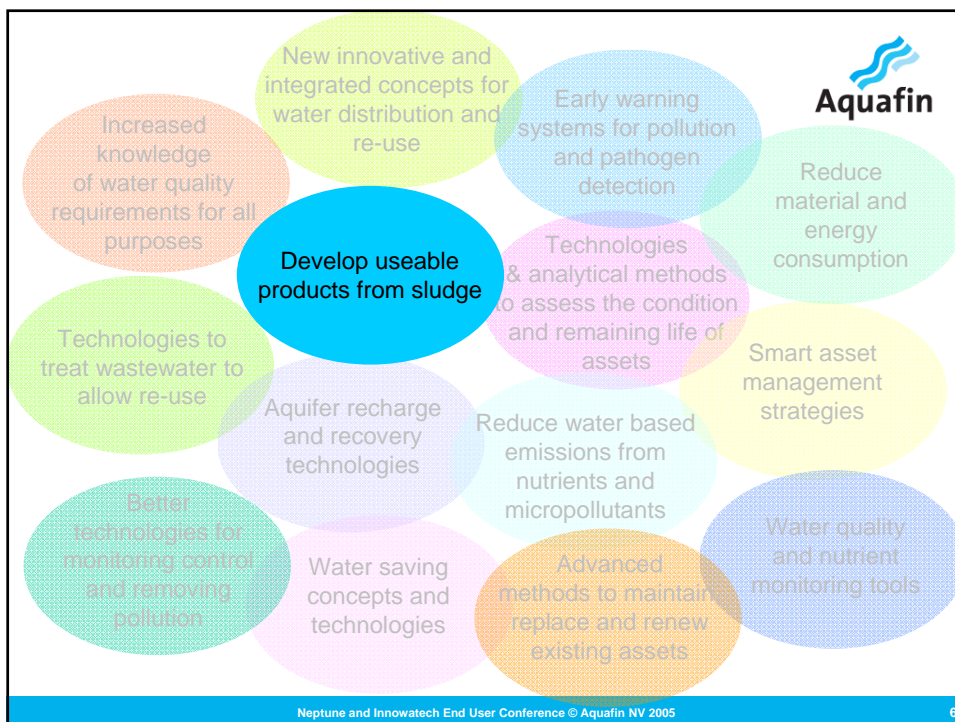 New innovative and
integrated concepts for
water distribution and
re-use
Aquafin
Early warning
systems for pollution
and pathogen
detection
Increased
knowledge
of water quality
requirements for all
purposes
Reduce
material and
energy
consumption
Develop useable
products from sludge
Technologies
& analytical methods
to assess the condition
and remaining life of
assets
Technologies to
treat wastewater to
allow re-use
Smart asset
management
strategies
Aquifer recharge
and recovery
technologies
Reduce water based
emissions from
nutrients and
micropollutants
Better
technologies for
monitoring control
and removing
pollution
Water saving
concepts and
technologies
Advanced
methods to maintain,
replace and renew
existing assets
Water quality
and nutrient
monitoring tools
Neptune and Innowatech End User Conference © Aquafin NV 2005
6